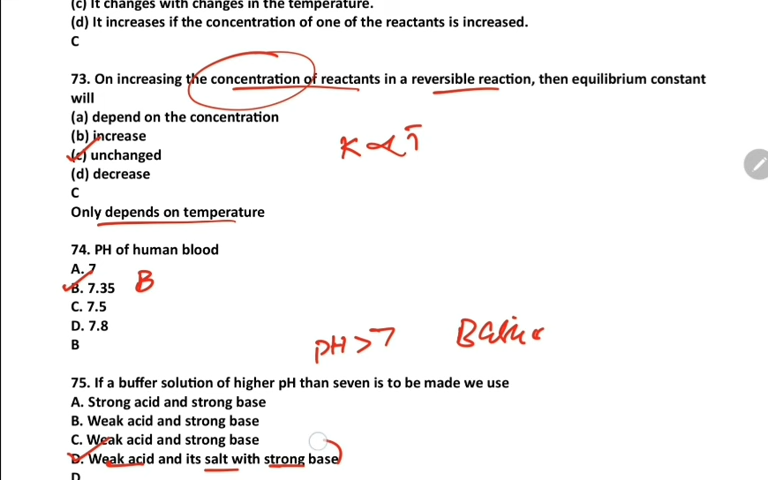 (c) It changes with changes in the temperature.
(d) It increases if the concentration of one of the reactants is increased.
C
73. On increasing the concentration of reactants in a reversible reaction, then equilibrium constant
will
(a) depend on the concentration
(b) increase
(c) unchanged
(d) decrease
C
Only depends on temperature
K ∝ T
74. PH of human blood
A. 7
B. 7.35
B
C. 7.5
D. 7.8
B
pH > 7
75. If a buffer solution of higher pH than seven is to be made we use
A. Strong acid and strong base
B. Weak acid and strong base
C. Weak acid and strong base
D. Weak acid and its salt with strong base
D